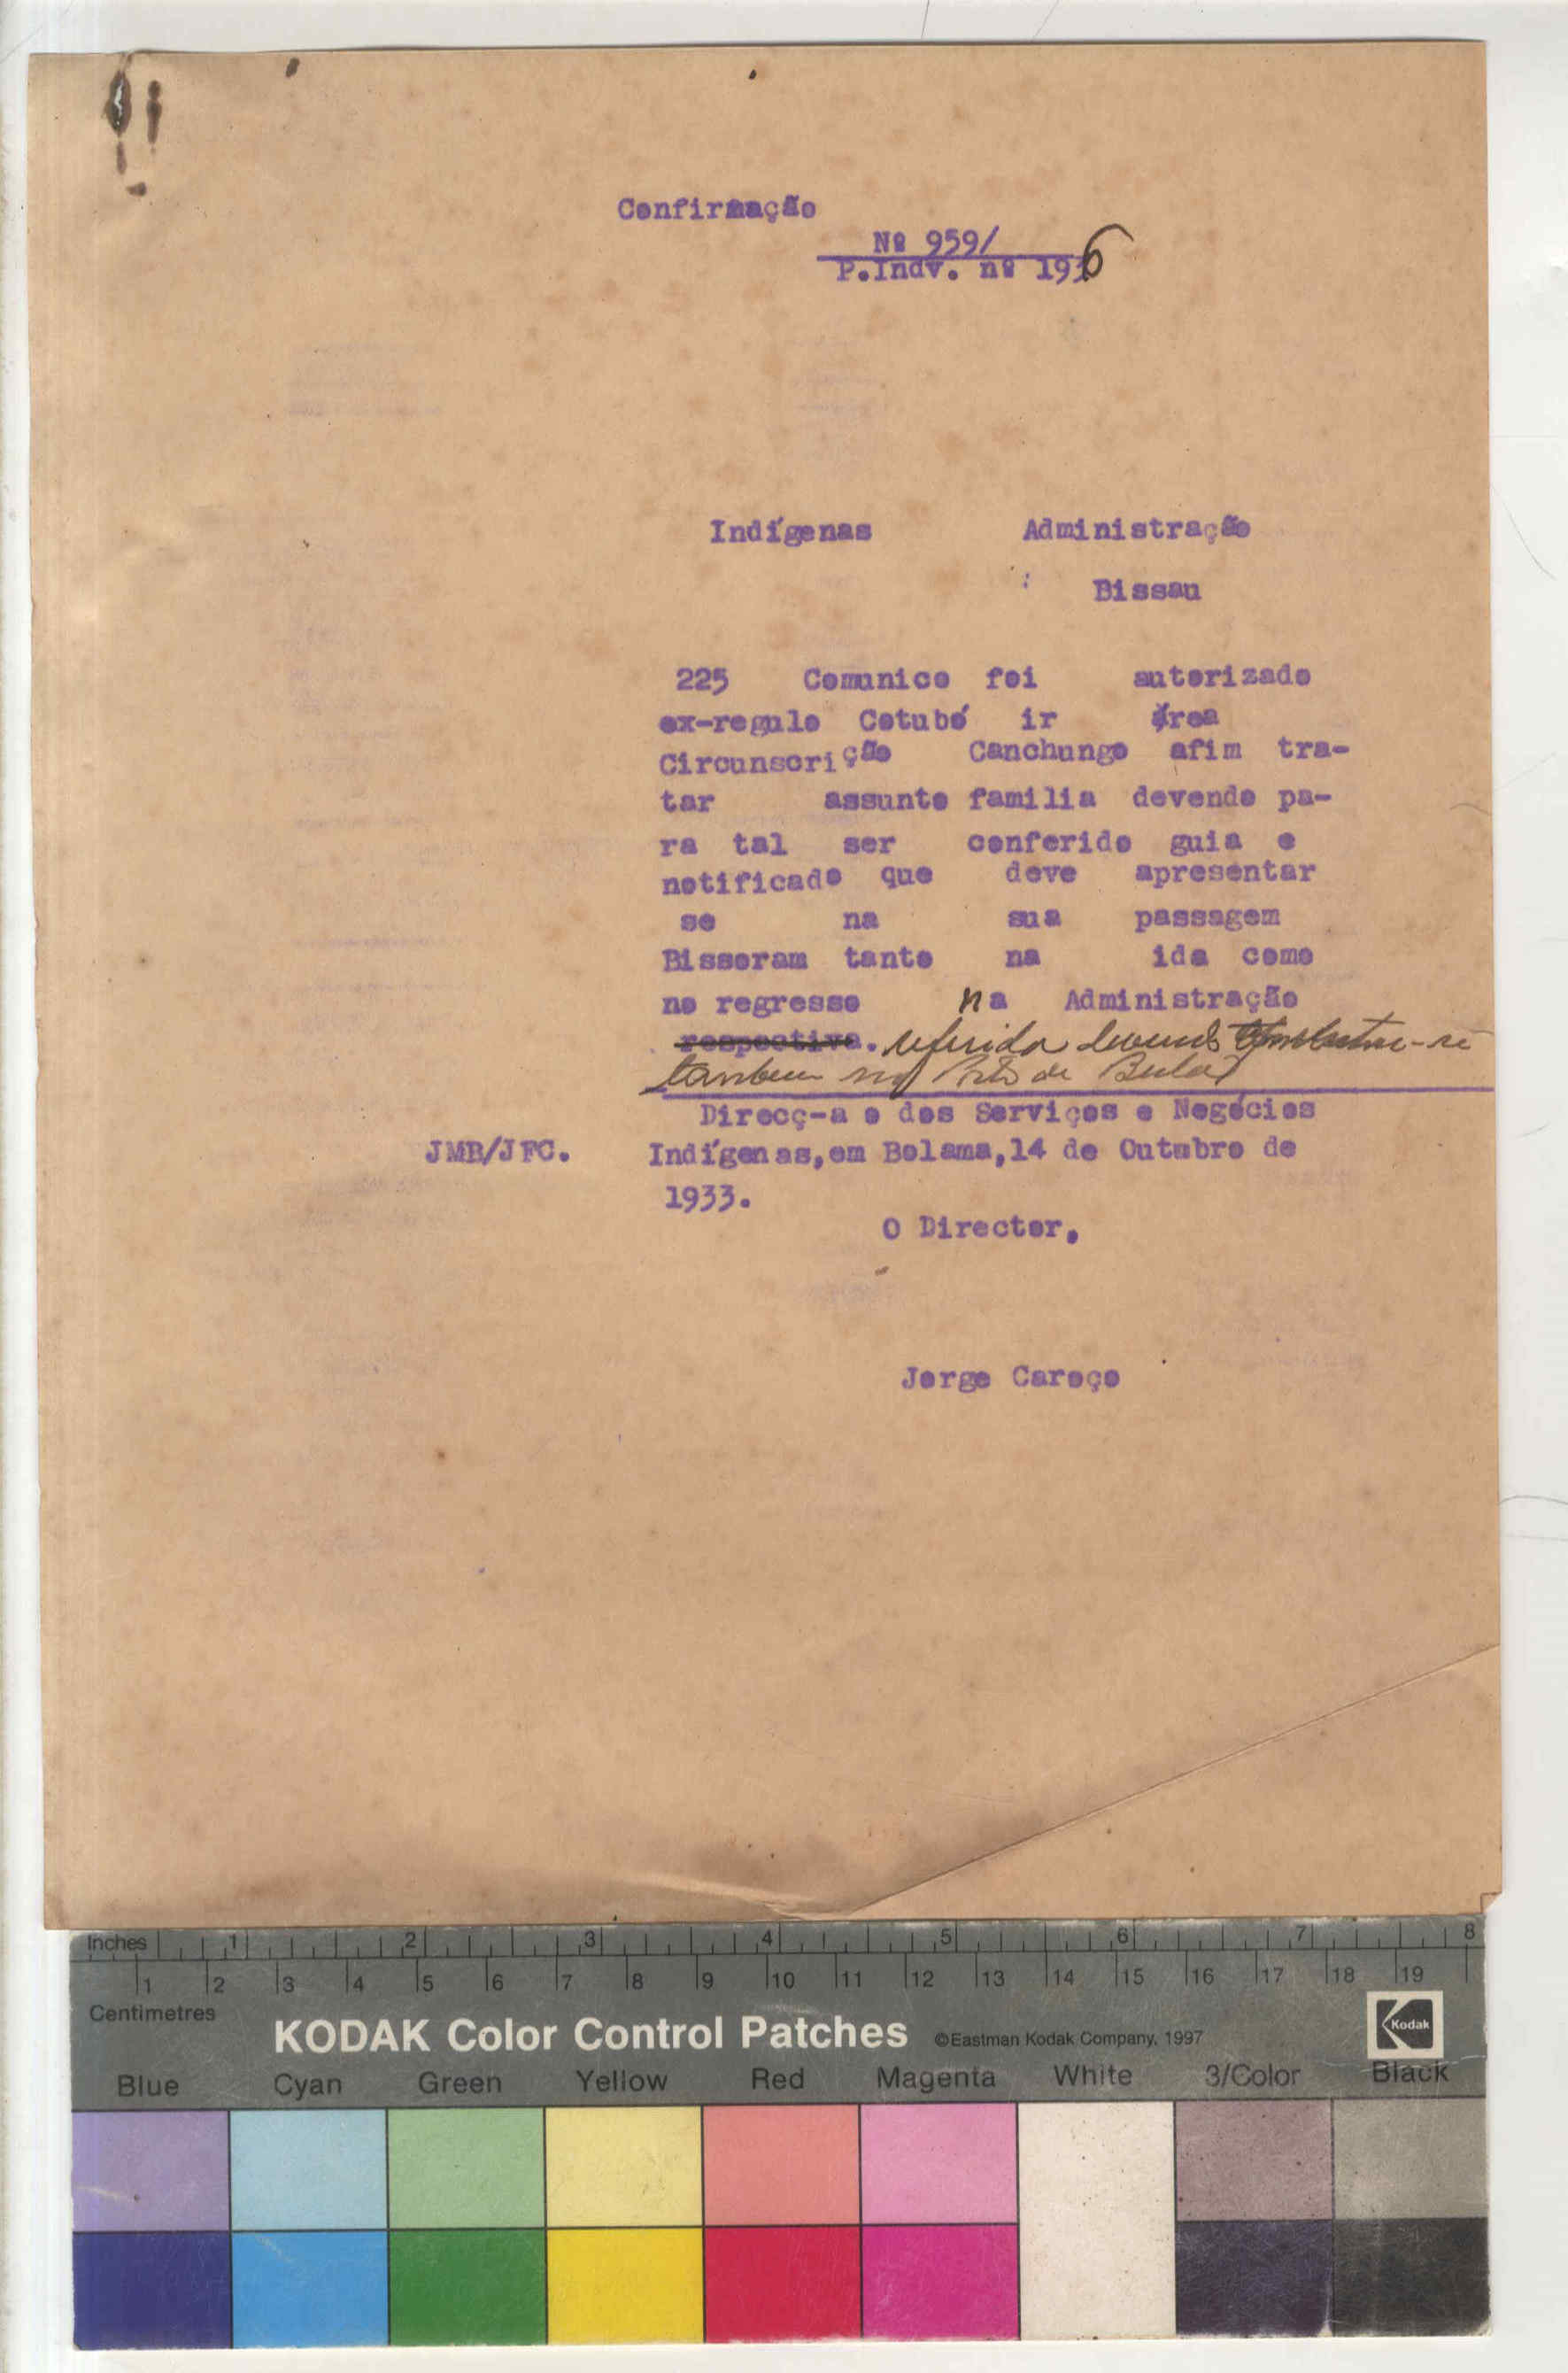 Confirmação
Nº 959/
P.Indv. nº 1936
Indígenas Administração
: Bissau
225 Comunico foi autorizado
ex-regulo Cotubó ir área
Circunscrição Canchungo afim tra-
tar assunto familia devendo pa-
ra tal ser conferido guia e
notificado que deve apresentar
se na sua passagem
Bissoram tanto na ida como
no regresso na Administração
respectiva. referida devendo -se
tambem no Posto de Bula
Direcç-a o dos Serviços e Negócios
JMB/JFC. Indígenas,em Bolama,14 de Outubro de
1933.
O Director,
Jorge Caroço
Inches 1 2 3 4 5 6 7 8
1 2 3 4 5 6 7 8 9 10 11 12 13 14 15 16 17 18 19
Centimetres
KODAK Color Control Patches ©Eastman Kodak Company, 1997 Kodak
Blue Cyan Green Yellow Red Magenta White 3/Color Black